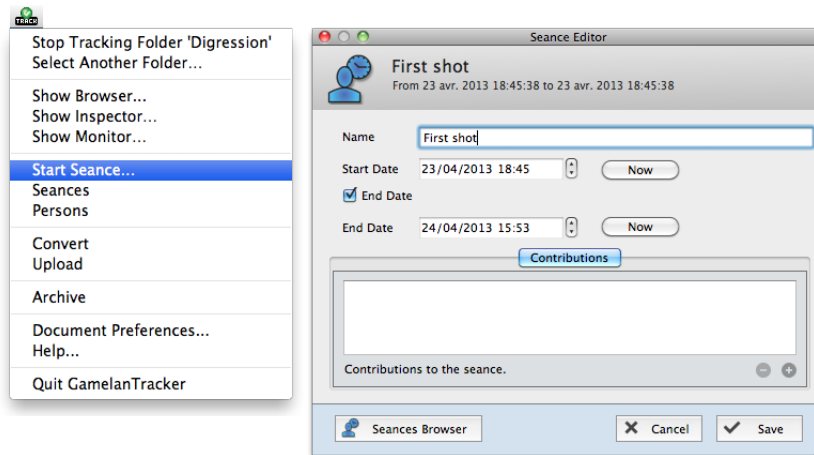 TRACK
Stop Tracking Folder 'Digression'
Select Another Folder...
Show Browser...
Show Inspector...
Show Monitor...
Start Seance...
Seances
Persons
Convert
Upload
Archive
Document Preferences...
Help...
Quit GamelanTracker
Seance Editor
First shot
From 23 avr. 2013 18:45:38 to 23 avr. 2013 18:45:38
Name First shot
Start Date 23/04/2013 18:45 Now
End Date
End Date 24/04/2013 15:53 Now
Contributions
Contributions to the seance.
Seances Browser Cancel Save